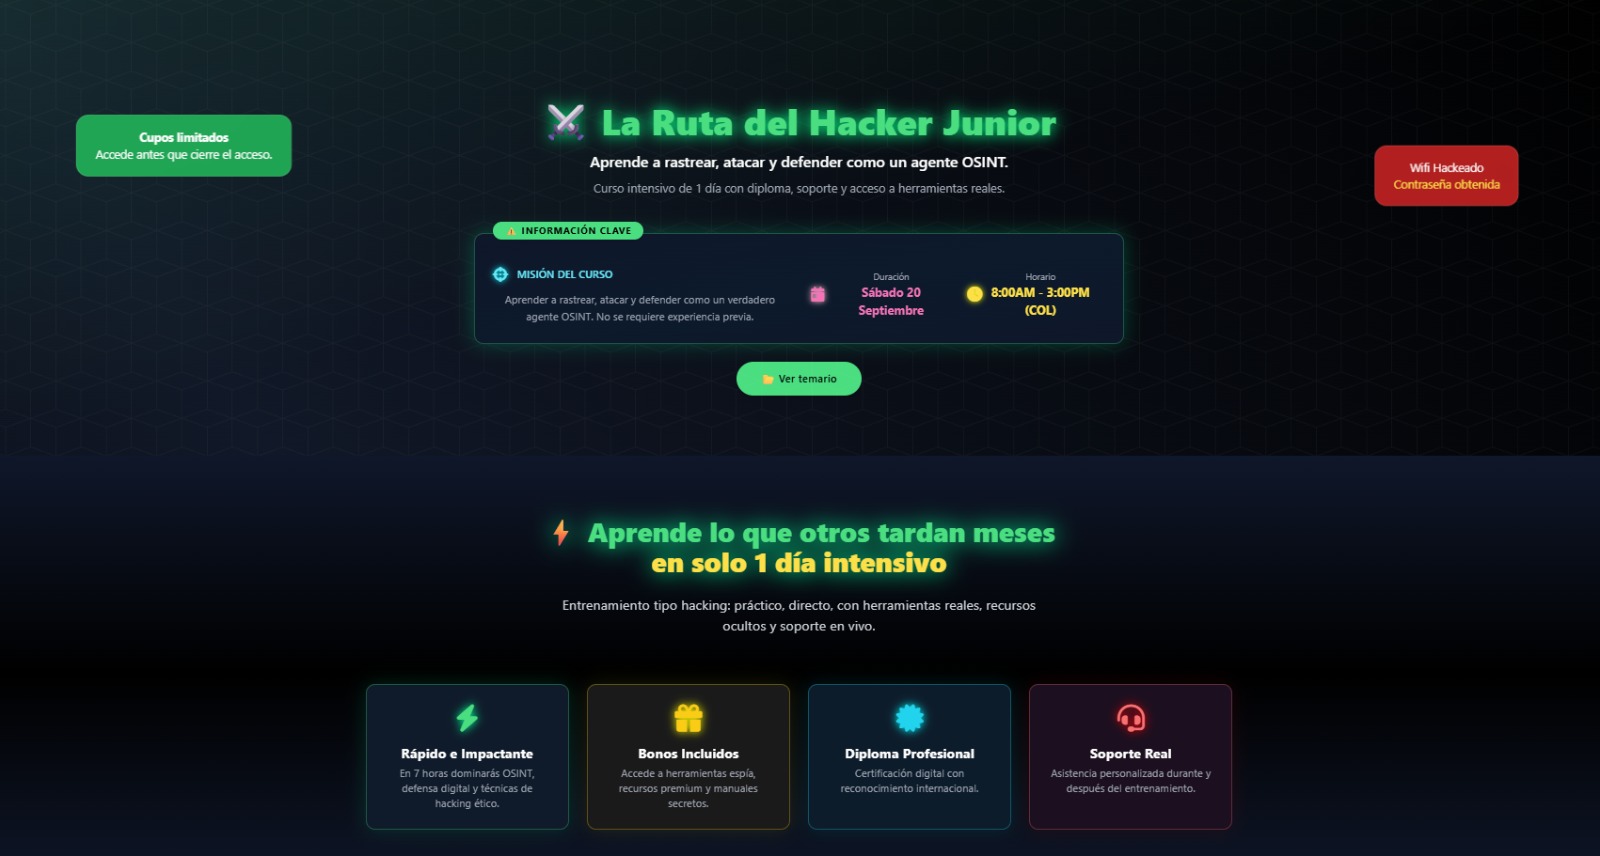 Cupos limitados
Accede antes que cierre el acceso.
La Ruta del Hacker Junior
Aprende a rastrear, atacar y defender como un agente OSINT.
Curso intensivo de 1 día con diploma, soporte y acceso a herramientas reales.
Wifi Hackeado
Contraseña obtenida
INFORMACIÓN CLAVE
MISIÓN DEL CURSO
Aprender a rastrear, atacar y defender como un verdadero
agente OSINT. No se requiere experiencia previa.
Duración
Sábado 20
Septiembre
Horario
8:00AM - 3:00PM
(COL)
Ver temario
Aprende lo que otros tardan meses
en solo 1 día intensivo
Entrenamiento tipo hacking: práctico, directo, con herramientas reales, recursos
ocultos y soporte en vivo.
Rápido e Impactante
En 7 horas dominarás OSINT,
defensa digital y técnicas de
hacking ético.
Bonos Incluidos
Accede a herramientas espía,
recursos premium y manuales
secretos.
Diploma Profesional
Certificación digital con
reconocimiento internacional.
Soporte Real
Asistencia personalizada durante y
después del entrenamiento.